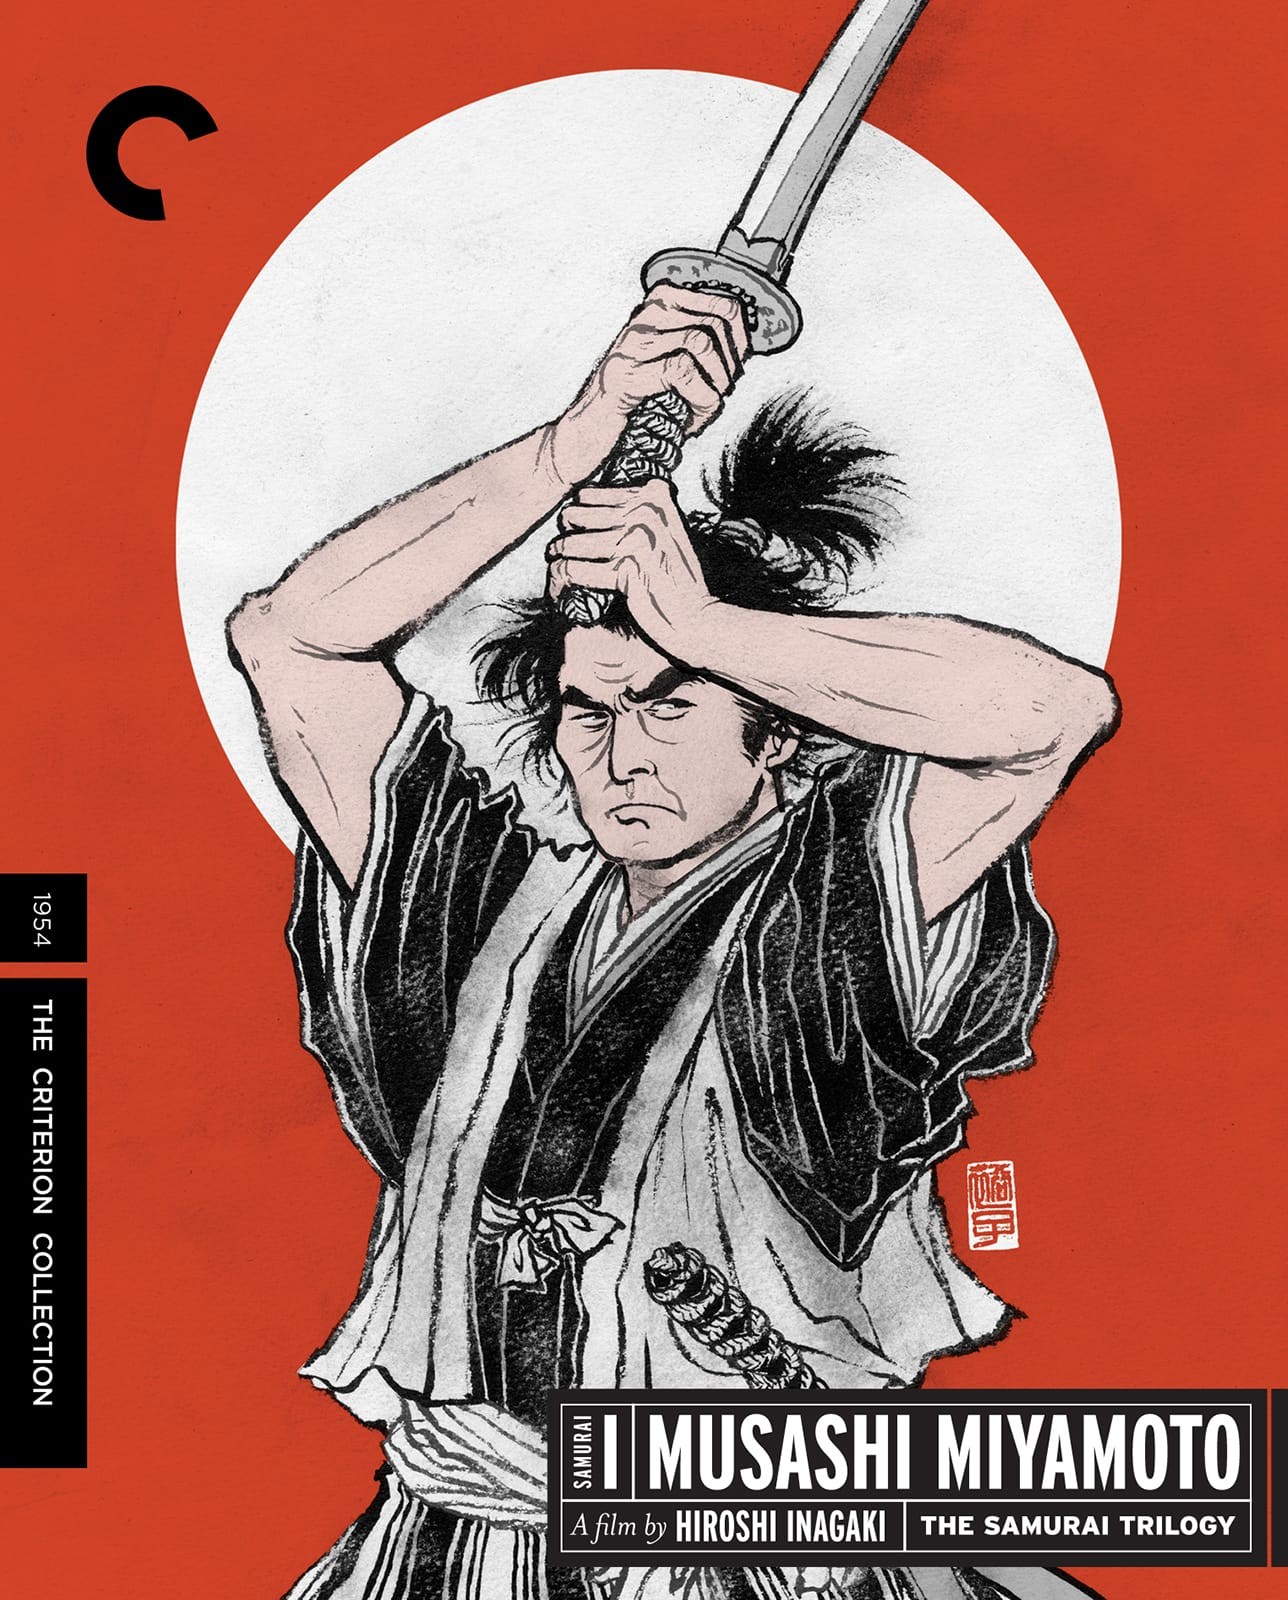 1954
THE CRITERION COLLECTION
SAMURAI
I
MUSASHI MIYAMOTO
A film by HIROSHI INAGAKI
THE SAMURAI TRILOGY